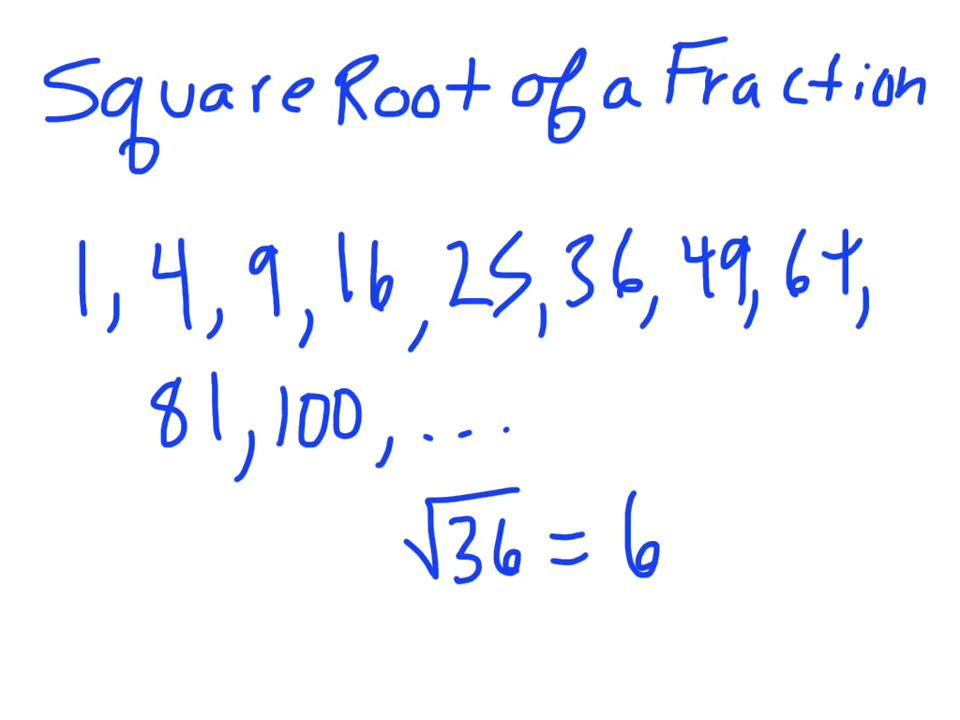 Square Root of a Fraction
1, 4, 9, 16, 25, 36, 49, 64,
81, 100, ...
√36 = 6